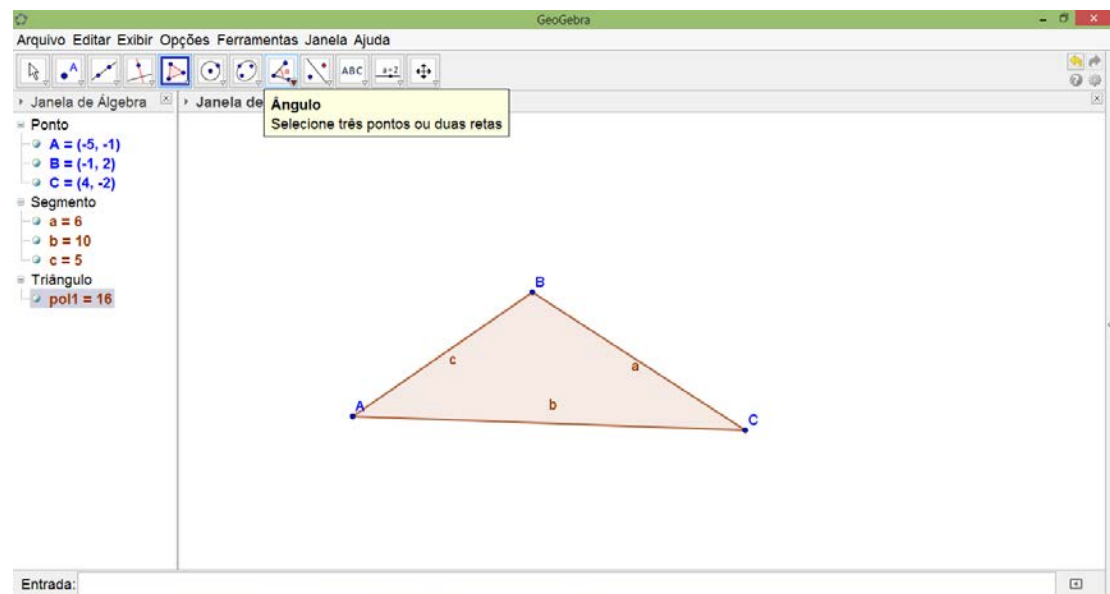 GeoGebra
Arquivo Editar Exibir Opções Ferramentas Janela Ajuda
A
ABC
a=2
Janela de Álgebra
Janela de
Ângulo
Selecione três pontos ou duas retas
Ponto
A = (-5, -1)
B = (-1, 2)
C = (4, -2)
Segmento
a = 6
b = 10
c = 5
Triângulo
pol1 = 16
B
c
a
A
b
C
Entrada: